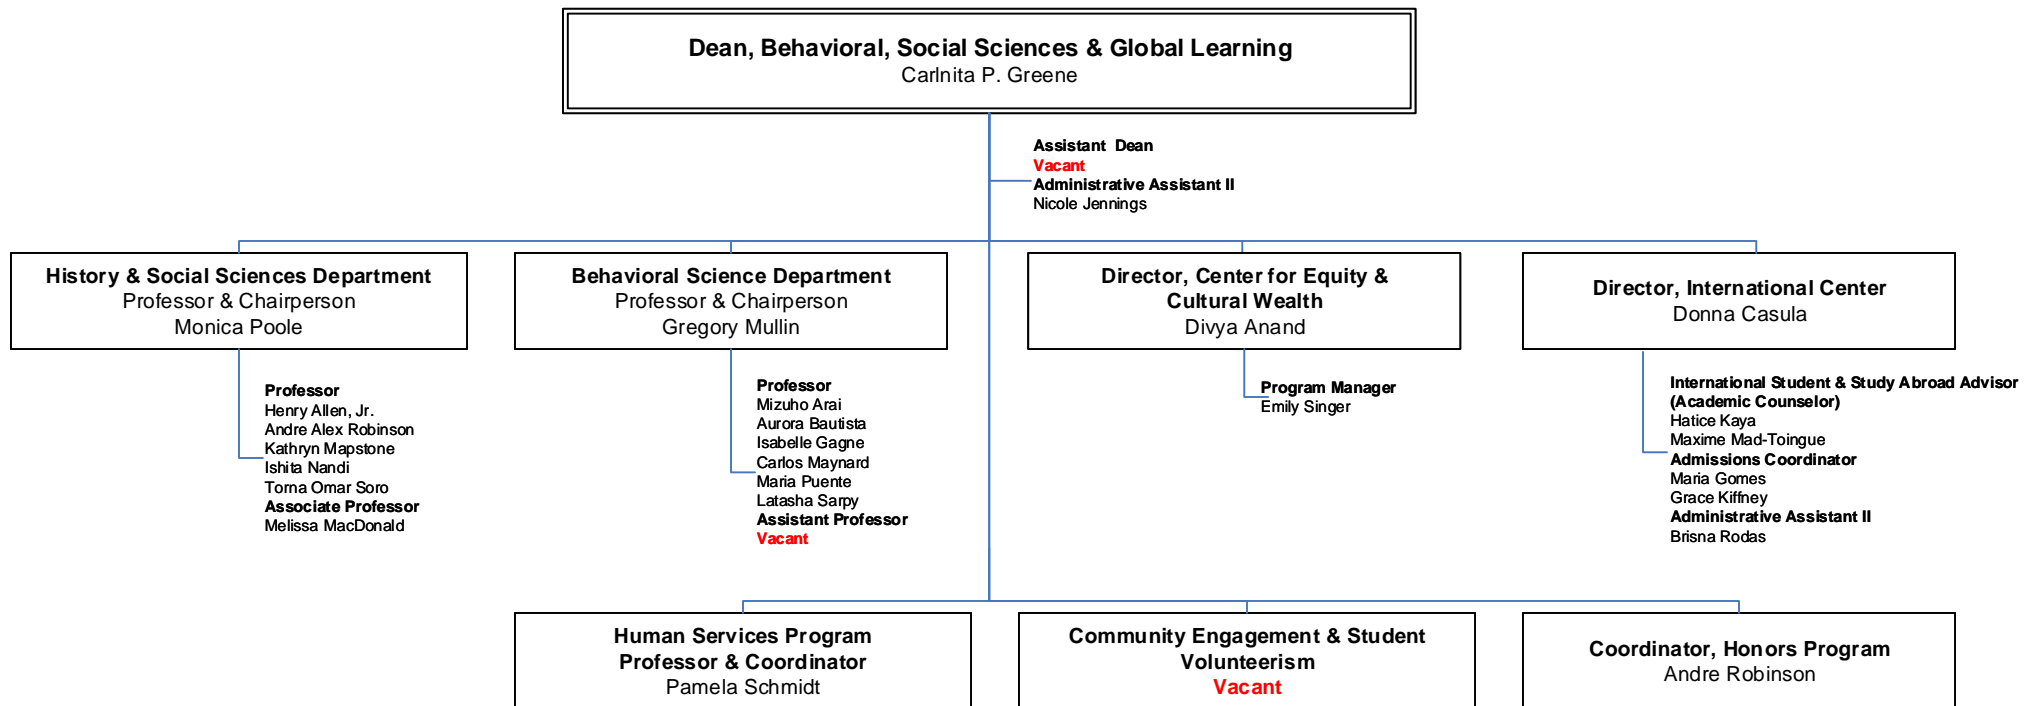 Dean, Behavioral, Social Sciences & Global Learning
Carlnita P. Greene
Assistant Dean
Vacant
Administrative Assistant II
Nicole Jennings
History & Social Sciences Department
Professor & Chairperson
Monica Poole
Behavioral Science Department
Professor & Chairperson
Gregory Mullin
Director, Center for Equity &
Cultural Wealth
Divya Anand
Director, International Center
Donna Casula
Professor
Henry Allen, Jr.
Andre Alex Robinson
Kathryn Mapstone
Ishita Nandi
Torna Omar Soro
Associate Professor
Melissa MacDonald
Professor
Mizuho Arai
Aurora Bautista
Isabelle Gagne
Carlos Maynard
Maria Puente
Latasha Sarpy
Assistant Professor
Vacant
Program Manager
Emily Singer
International Student & Study Abroad Advisor
(Academic Counselor)
Hatice Kaya
Maxime Mad-Toingue
Admissions Coordinator
Maria Gomes
Grace Kiffney
Administrative Assistant II
Brisna Rodas
Human Services Program
Professor & Coordinator
Pamela Schmidt
Community Engagement & Student
Volunteerism
Vacant
Coordinator, Honors Program
Andre Robinson